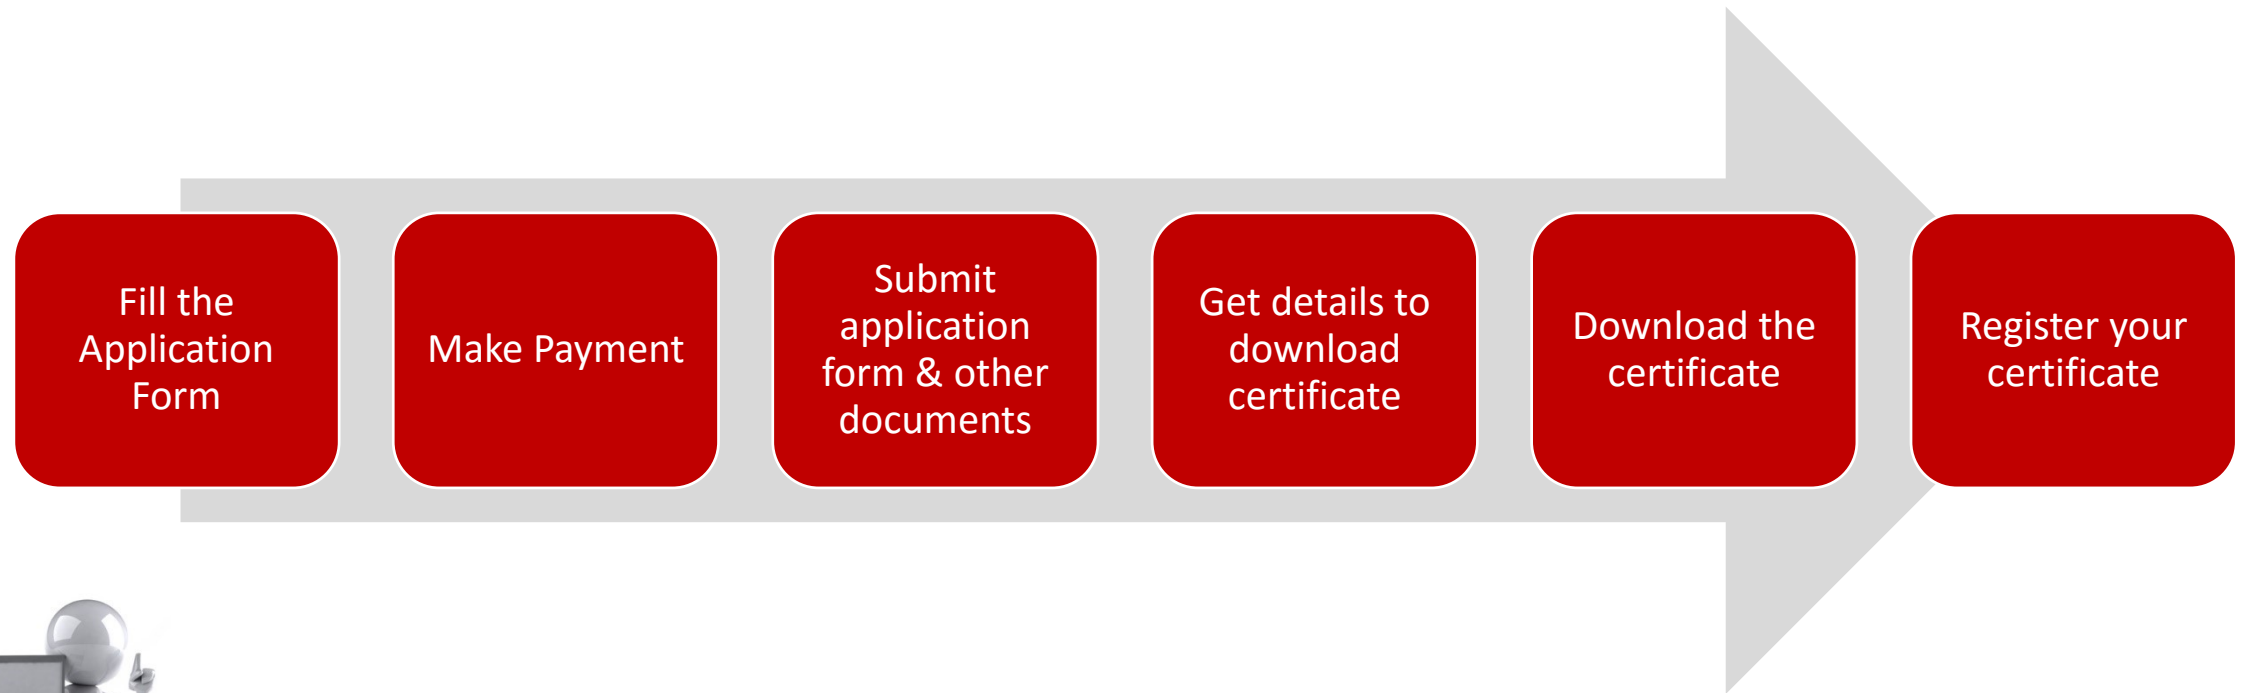 Fill the
Application
Form
Make Payment
Submit
application
form & other
documents
Get details to
download
certificate
Download the
certificate
Register your
certificate